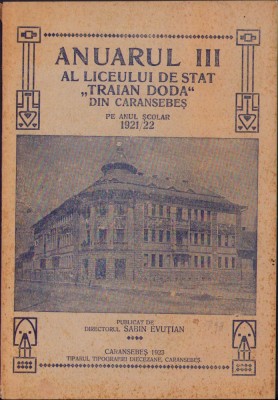 ANUARUL III
AL LICEULUI DE STAT
„TRAIAN DODA“
DIN CARANSEBEȘ
PE ANUL ȘCOLAR
1921/22
PUBLICAT DE
DIRECTORUL SABIN EVUȚIAN
CARANSEBEȘ 1923
TIPARUL TIPOGRAFIEI DIECEZANE, CARANSEBEȘ.